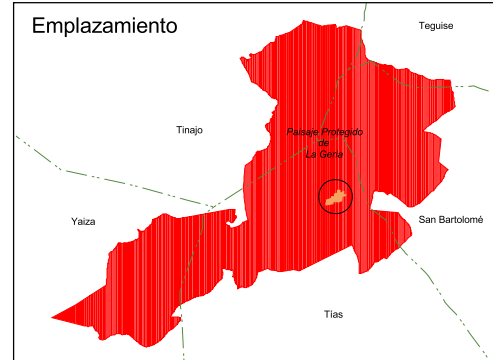 Emplazamiento
Teguise
Tinajo
Paisaje Protegido
de
La Geria
Yaiza
San Bartolomé
Tías